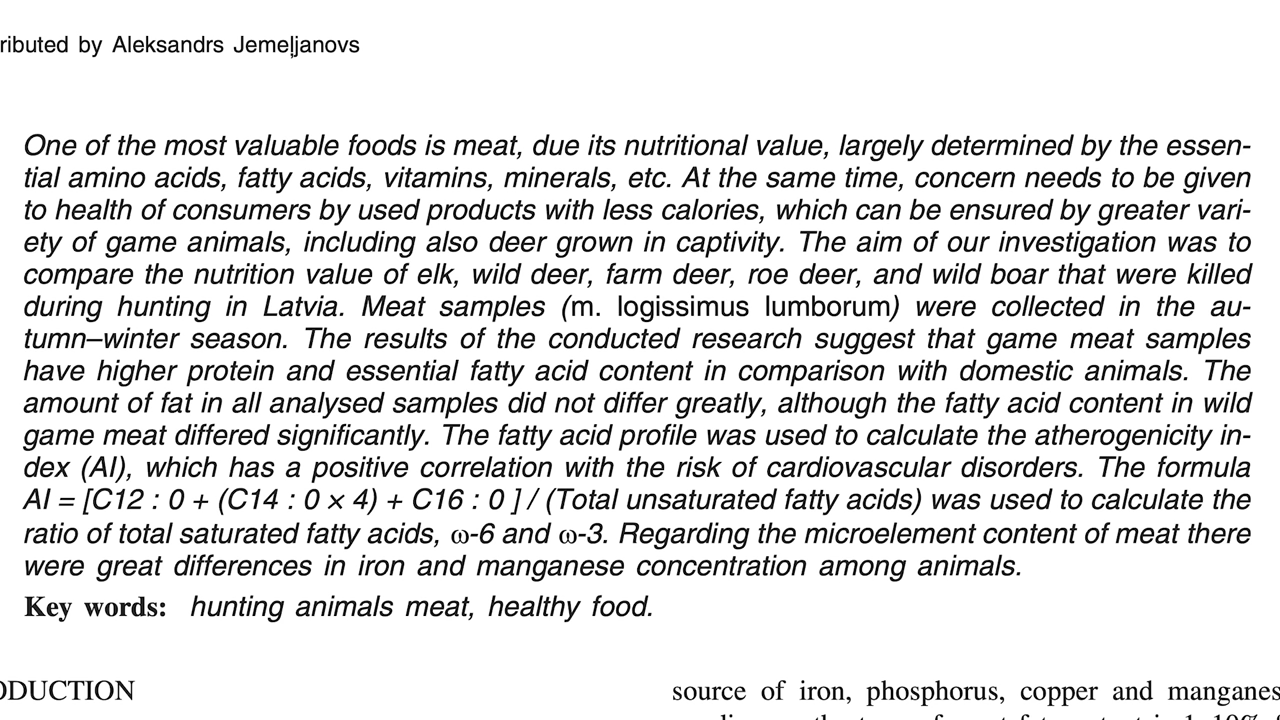 ributed by Aleksandrs Jemeļjanovs
One of the most valuable foods is meat, due its nutritional value, largely determined by the essen-
tial amino acids, fatty acids, vitamins, minerals, etc. At the same time, concern needs to be given
to health of consumers by used products with less calories, which can be ensured by greater vari-
ety of game animals, including also deer grown in captivity. The aim of our investigation was to
compare the nutrition value of elk, wild deer, farm deer, roe deer, and wild boar that were killed
during hunting in Latvia. Meat samples (m. logissimus lumborum) were collected in the au-
tumn–winter season. The results of the conducted research suggest that game meat samples
have higher protein and essential fatty acid content in comparison with domestic animals. The
amount of fat in all analysed samples did not differ greatly, although the fatty acid content in wild
game meat differed significantly. The fatty acid profile was used to calculate the atherogenicity in-
dex (AI), which has a positive correlation with the risk of cardiovascular disorders. The formula
AI = [C12 : 0 + (C14 : 0 × 4) + C16 : 0 ] / (Total unsaturated fatty acids) was used to calculate the
ratio of total saturated fatty acids, ω-6 and ω-3. Regarding the microelement content of meat there
were great differences in iron and manganese concentration among animals.
Key words: hunting animals meat, healthy food.
ODUCTION
source of iron, phosphorus, copper and manganes